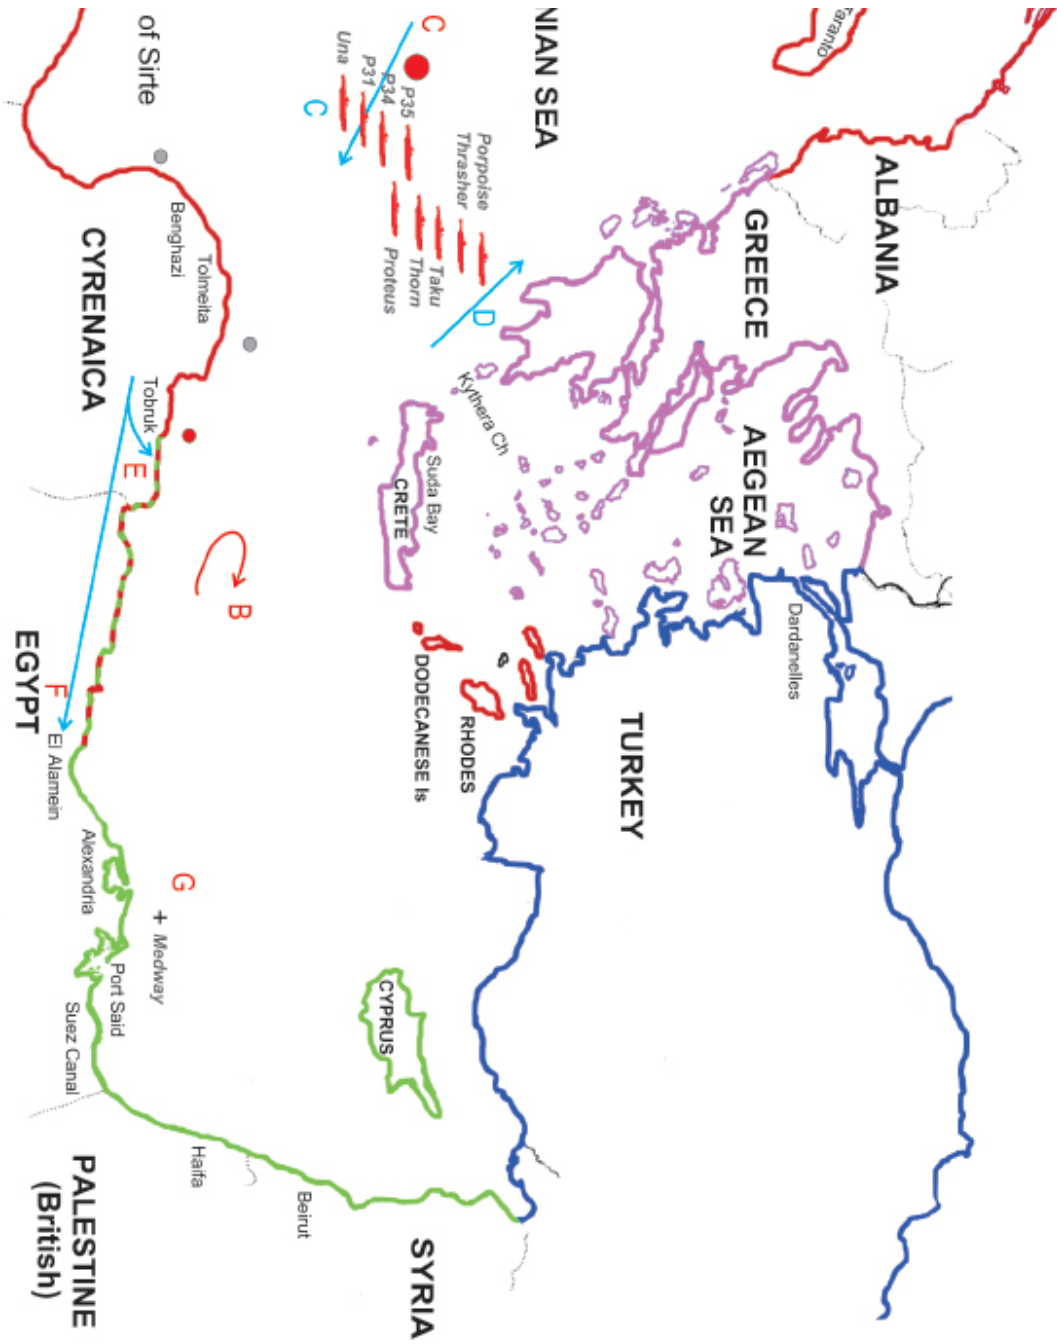 Taranto
ALBANIA
NIAN SEA
GREECE
AEGEAN
SEA
Dardanelles
TURKEY
C
P35
P34
P31
Una
C
Porpoise
Thrasher
Taku
Thorn
Proteus
D
Kythera Ch
Suda Bay
CRETE
RHODES
DODECANESE Is
CYPRUS
SYRIA
of Sirte
Benghazi
Tolmeita
CYRENAICA
Tobruk
E
B
F
EGYPT
El Alamein
Alexandria
G
+ Medway
Port Said
Suez Canal
Haifa
Beirut
PALESTINE
(British)